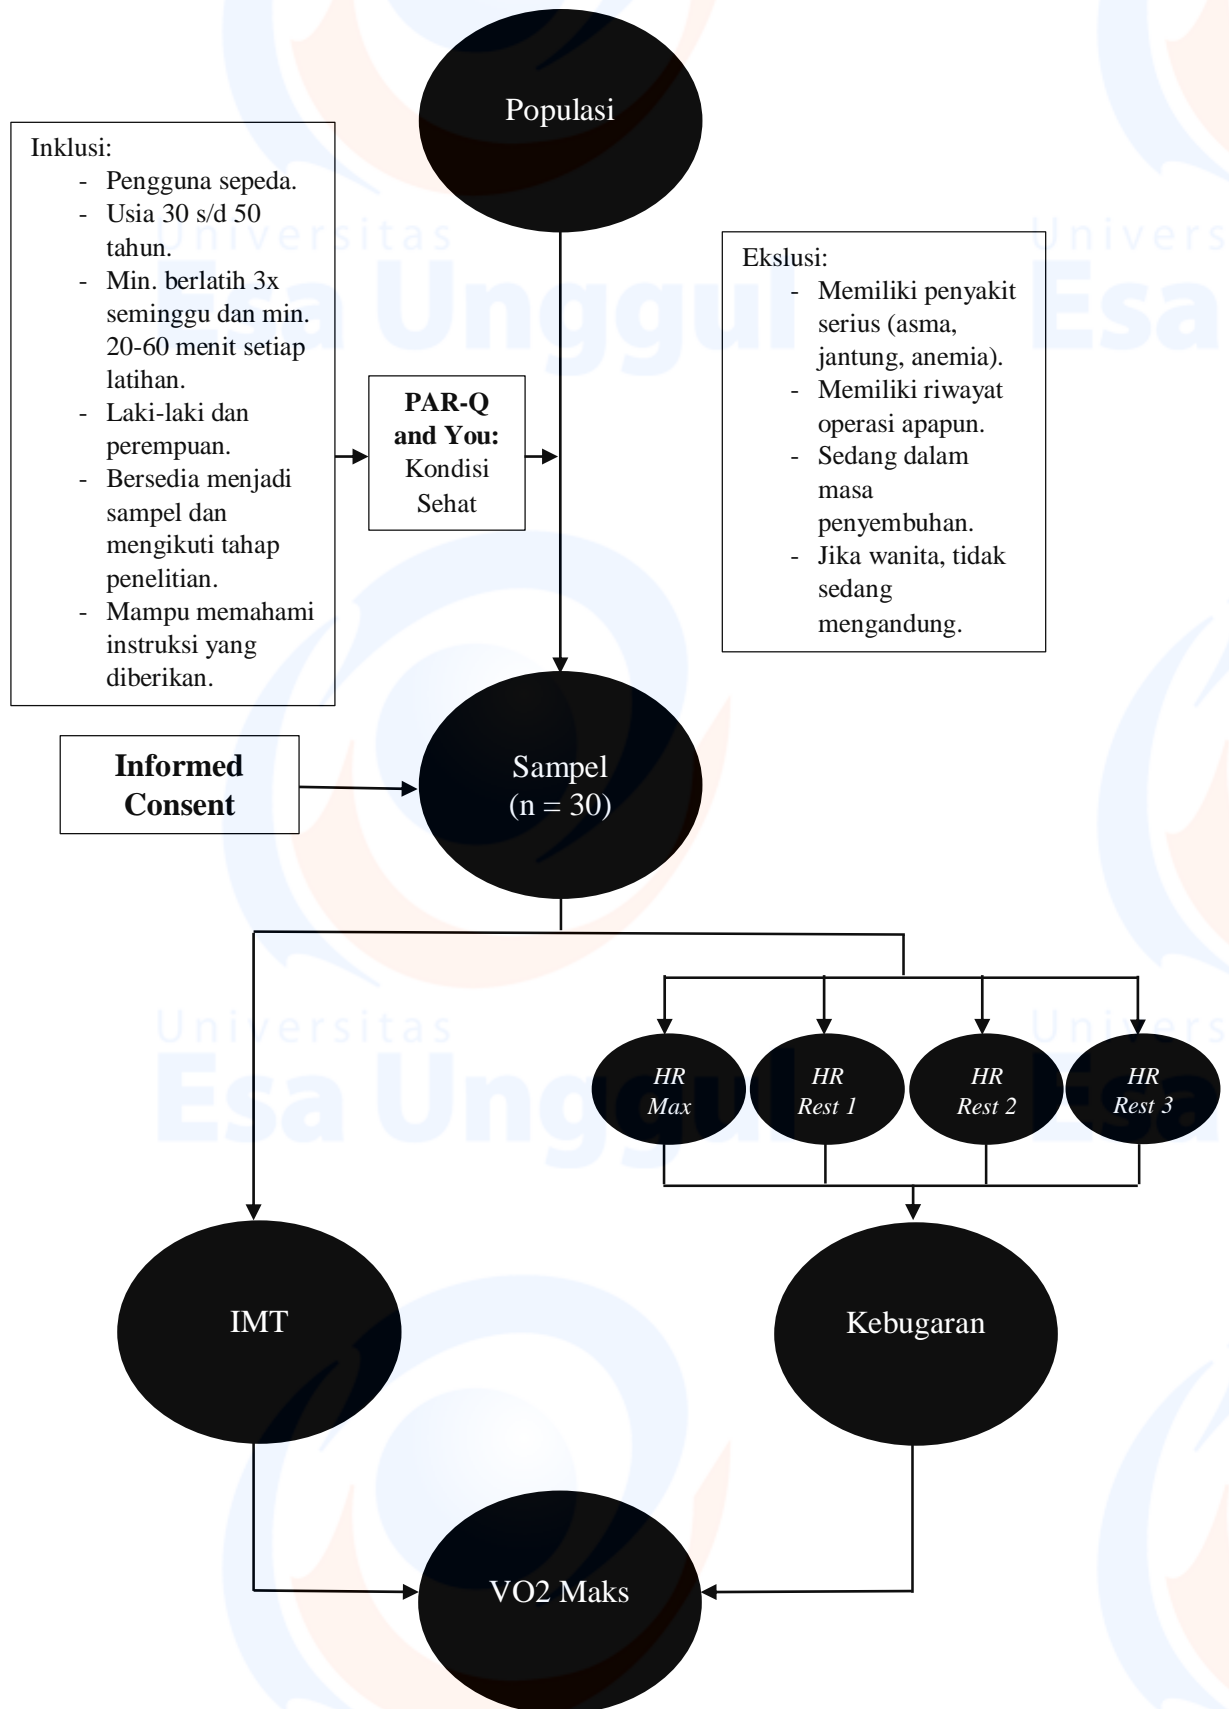 Populasi
Inklusi:
- Pengguna sepeda.
- Usia 30 s/d 50
tahun.
- Min. berlatih 3x
seminggu dan min.
20-60 menit setiap
latihan.
- Laki-laki dan
perempuan.
- Bersedia menjadi
sampel dan
mengikuti tahap
penelitian.
- Mampu memahami
instruksi yang
diberikan.
PAR-Q
and You:
Kondisi
Sehat
Ekslusi:
- Memiliki penyakit
serius (asma,
jantung, anemia).
- Memiliki riwayat
operasi apapun.
- Sedang dalam
masa
penyembuhan.
- Jika wanita, tidak
sedang
mengandung.
Universitas
Esa Unggul
Univers
Esa
Informed
Consent
Sampel
(n = 30)
HR
Max
HR
Rest 1
HR
Rest 2
HR
Rest 3
Universitas
Esa Unggul
Univers
Esa
IMT
Kebugaran
VO2 Maks